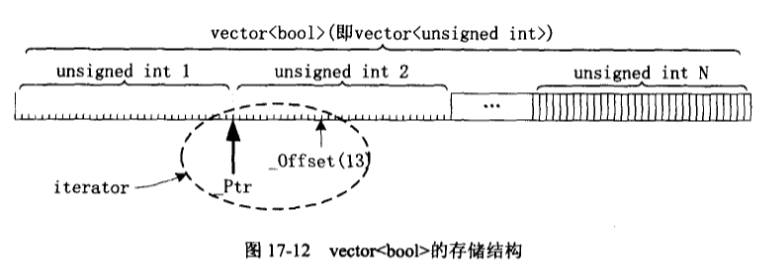 vector<bool>(即vector<unsigned int>)
unsigned int 1 unsigned int 2 unsigned int N
...
_Offset(13)
iterator _Ptr
图 17-12 vector<bool>的存储结构